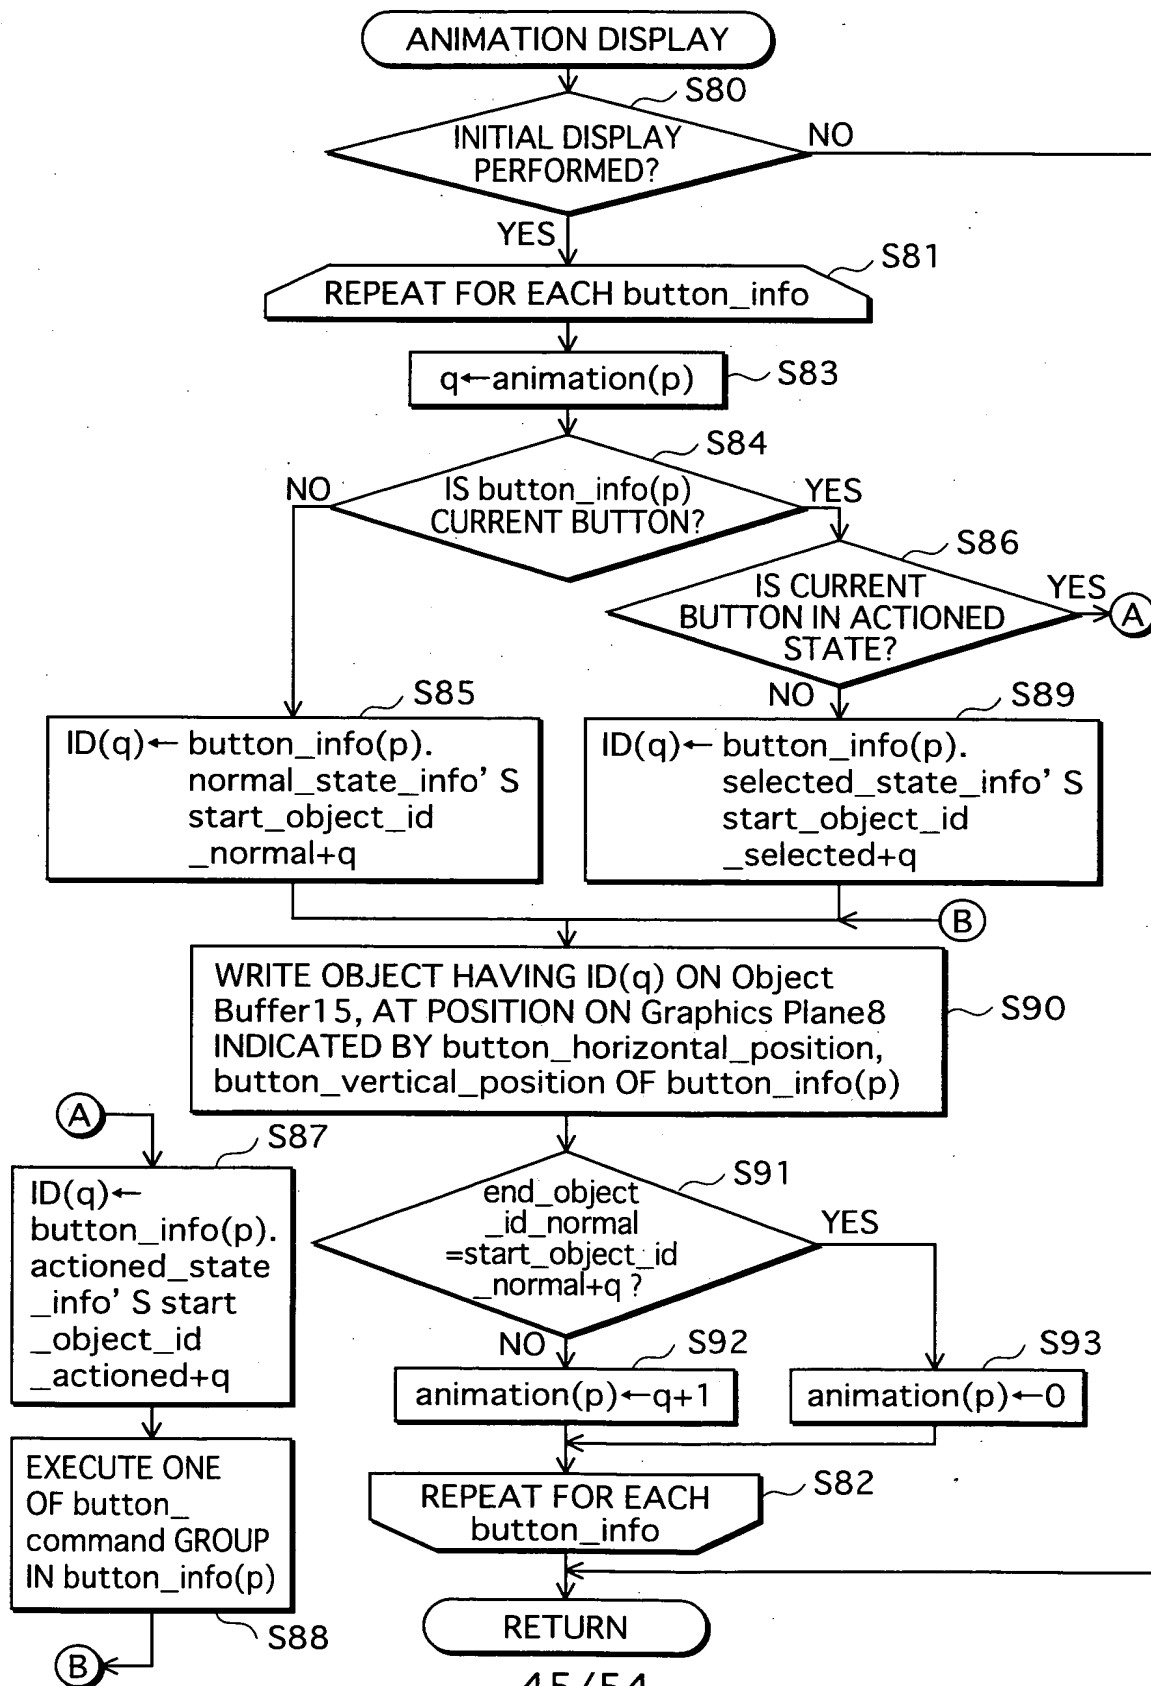 ANIMATION DISPLAY
S80
INITIAL DISPLAY
PERFORMED?
NO
YES
S81
REPEAT FOR EACH button_info
q←animation(p)
S83
S84
NO
IS button_info(p)
CURRENT BUTTON?
YES
S86
IS CURRENT
BUTTON IN ACTIONED
STATE?
YES
A
NO
S85
ID(q)← button_info(p).
normal_state_info' S
start_object_id
_normal+q
S89
ID(q)← button_info(p).
selected_state_info' S
start_object_id
_selected+q
B
WRITE OBJECT HAVING ID(q) ON Object
Buffer15, AT POSITION ON Graphics Plane8
INDICATED BY button_horizontal_position,
button_vertical_position OF button_info(p)
S90
A
S87
ID(q)←
button_info(p).
actioned_state
_info' S start
_object_id
_actioned+q
EXECUTE ONE
OF button_
command GROUP
IN button_info(p)
S88
B
S91
end_object
_id_normal
=start_object_id
_normal+q ?
YES
NO
S92
animation(p)←q+1
S93
animation(p)←0
REPEAT FOR EACH
button_info
S82
RETURN
45/54